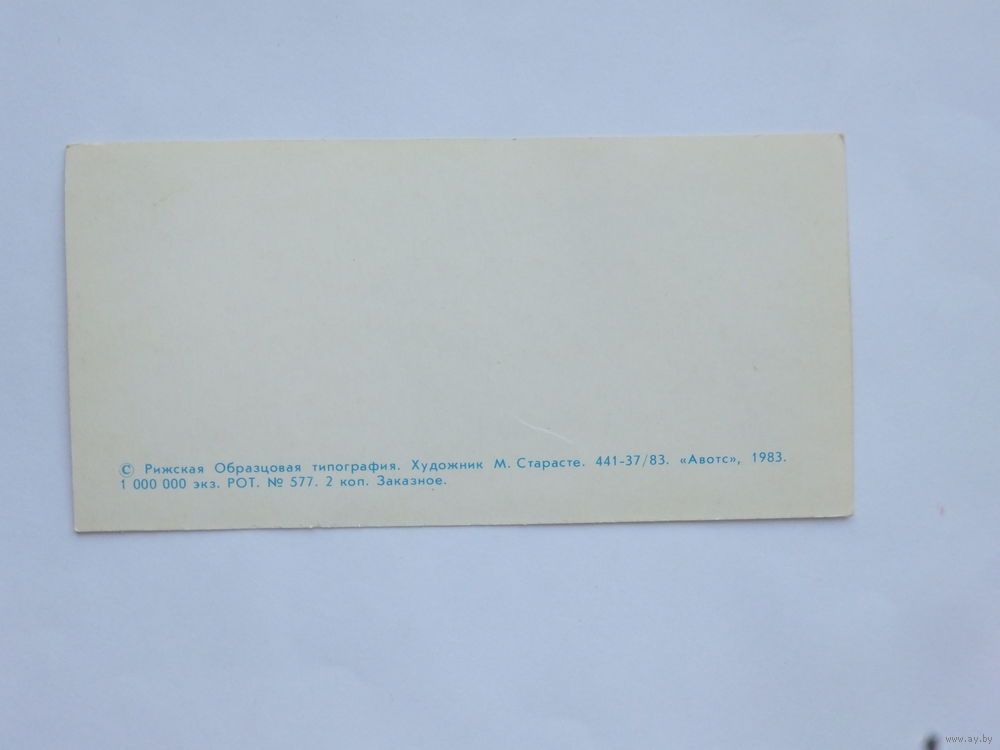 © Рижская Образцовая типография. Художник М. Старасте. 441-37/83. «Авотс», 1983.
1 000 000 экз. РОТ. № 577. 2 коп. Заказное.
www.ay.by